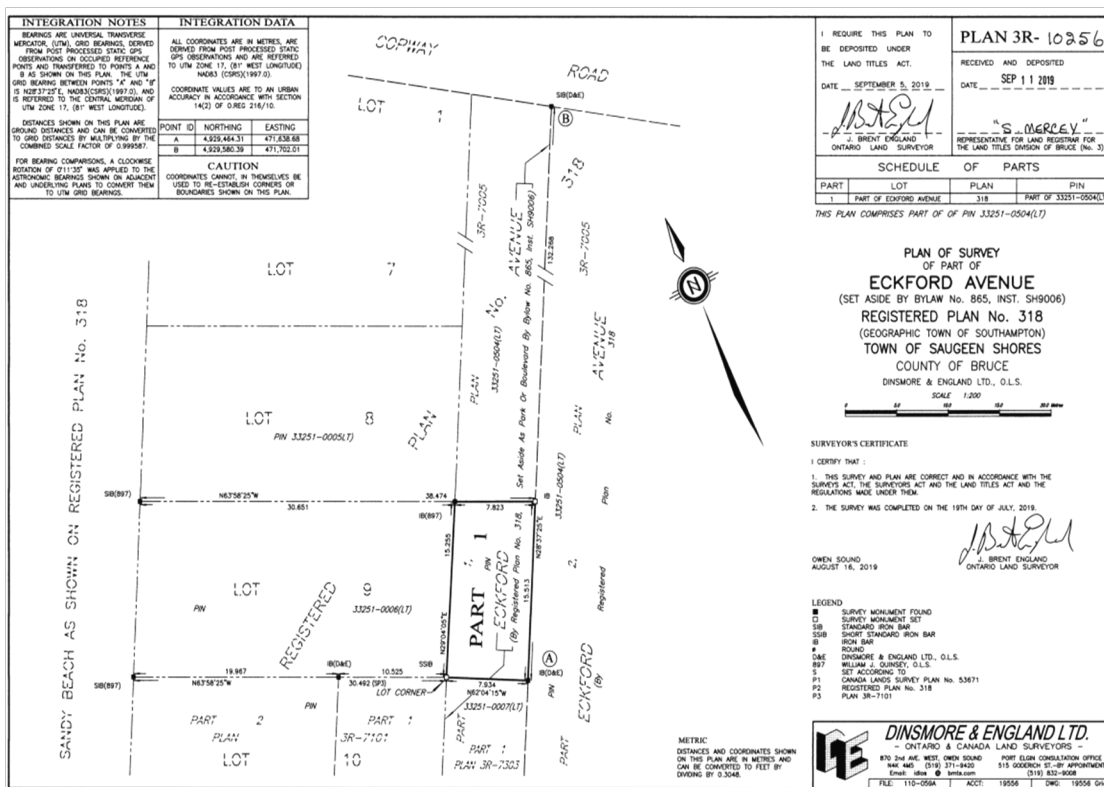 INTEGRATION NOTES
BEARINGS ARE UNIVERSAL TRANSVERSE
MERCATOR, (UTM), GRID BEARINGS, DERIVED
FROM POST PROCESSED STATIC GPS
OBSERVATIONS ON OCCUPIED REFERENCE
POINTS AND TRANSFERRED TO POINTS A AND
B AS SHOWN ON THIS PLAN. THE UTM
GRID BEARING BETWEEN POINTS "A" AND "B"
IS N28°37'25"E, NAD83(CSRS)(1997.0), AND
IS REFERRED TO THE CENTRAL MERIDIAN OF
UTM ZONE 17, (81° WEST LONGITUDE).
DISTANCES SHOWN ON THIS PLAN ARE
GROUND DISTANCES AND CAN BE CONVERTED
TO GRID DISTANCES BY MULTIPLYING BY THE
COMBINED SCALE FACTOR OF 0.999587.
FOR BEARING COMPARISONS, A CLOCKWISE
ROTATION OF 0°11'35" WAS APPLIED TO THE
ASTRONOMIC BEARINGS SHOWN ON ADJACENT
AND UNDERLYING PLANS TO CONVERT THEM
TO UTM GRID BEARINGS.
INTEGRATION DATA
ALL COORDINATES ARE IN METRES, ARE
DERIVED FROM POST PROCESSED STATIC
GPS OBSERVATIONS AND ARE REFERRED
TO UTM ZONE 17, (81° WEST LONGITUDE)
NAD83 (CSRS)(1997.0).
COORDINATE VALUES ARE TO AN URBAN
ACCURACY IN ACCORDANCE WITH SECTION
14(2) OF O.REG 216/10.
POINT ID NORTHING EASTING
A 4,929,464.31 471,638.68
B 4,929,580.39 471,702.01
CAUTION
COORDINATES CANNOT, IN THEMSELVES BE
USED TO RE-ESTABLISH CORNERS OR
BOUNDARIES SHOWN ON THIS PLAN.
COPWAY ROAD
SIB(D&E)
B
LOT 1
318
3R-7005
AVENUE
132.268
3R-7005
LOT 7
No.
PLAN
33251-0504(LT)
Set Aside As Park Or Boulevard By Bylaw No. 865, Inst. SH9006)
AVENUE
318
SANDY BEACH AS SHOWN ON REGISTERED PLAN No. 318
LOT 8
PIN 33251-0005(LT)
PLAN
PLAN
No.
SIB(897)
N63°58'25"W
38.474
30.651
IB(897)
7.823
IB
33251-0504(LT)
Plan
15.255
N29°04'05"E
PART 1
1,
PIN
ECKFORD
(By Registered Plan No. 318,
15.513
N28°37'25"E
2,
Registered
LOT 9
PIN
33251-0006(LT)
REGISTERED
SIB(897)
19.967
N63°58'25"W
IB(D&E)
10.525
30.492 (SP3)
SSIB
LOT CORNER
7.934
N62°04'15"W
A
IB(D&E)
PIN
ECKFORD
(By
33251-0007(LT)
PIN
PART 2
PLAN
PART 1
3R-7101
LOT 10
PART
PART 1
PLAN 3R-7303
PART
N
METRIC
DISTANCES AND COORDINATES SHOWN
ON THIS PLAN ARE IN METRES AND
CAN BE CONVERTED TO FEET BY
DIVIDING BY 0.3048.
I REQUIRE THIS PLAN TO
BE DEPOSITED UNDER
THE LAND TITLES ACT.
DATE SEPTEMBER 5, 2019
J. BRENT ENGLAND
ONTARIO LAND SURVEYOR
PLAN 3R- 10256
RECEIVED AND DEPOSITED
DATE SEP 11 2019
"S. MERCEY"
REPRESENTATIVE FOR LAND REGISTRAR FOR
THE LAND TITLES DIVISION OF BRUCE (No. 3)
SCHEDULE OF PARTS
PART LOT PLAN PIN
1 PART OF ECKFORD AVENUE 318 PART OF 33251-0504(LT)
THIS PLAN COMPRISES PART OF OF PIN 33251-0504(LT)
PLAN OF SURVEY
OF PART OF
ECKFORD AVENUE
(SET ASIDE BY BYLAW No. 865, INST. SH9006)
REGISTERED PLAN No. 318
(GEOGRAPHIC TOWN OF SOUTHAMPTON)
TOWN OF SAUGEEN SHORES
COUNTY OF BRUCE
DINSMORE & ENGLAND LTD., O.L.S.
SCALE 1:200
0 5.0 10.0 15.0 20.0 Metres
SURVEYOR'S CERTIFICATE
I CERTIFY THAT :
1. THIS SURVEY AND PLAN ARE CORRECT AND IN ACCORDANCE WITH THE
SURVEYS ACT, THE SURVEYORS ACT AND THE LAND TITLES ACT AND THE
REGULATIONS MADE UNDER THEM.
2. THE SURVEY WAS COMPLETED ON THE 19TH DAY OF JULY, 2019.
OWEN SOUND
AUGUST 16, 2019
J. BRENT ENGLAND
ONTARIO LAND SURVEYOR
LEGEND
SURVEY MONUMENT FOUND
SURVEY MONUMENT SET
SIB STANDARD IRON BAR
SSIB SHORT STANDARD IRON BAR
IB IRON BAR
ROUND
D&E DINSMORE & ENGLAND LTD., O.L.S.
897 WILLIAM J. QUINSEY, O.L.S.
S SET ACCORDING TO
P1 CANADA LANDS SURVEY PLAN No. 53671
P2 REGISTERED PLAN No. 318
P3 PLAN 3R-7101
DE
DINSMORE & ENGLAND LTD.
- ONTARIO & CANADA LAND SURVEYORS -
870 2nd AVE. WEST, OWEN SOUND
N4K 4M5 (519) 371-9420
PORT ELGIN CONSULTATION OFFICE
515 GODERICH ST.-BY APPOINTMENT
(519) 832-9008
FILE: 110-059A ACCT: 19556 DWG: 19556